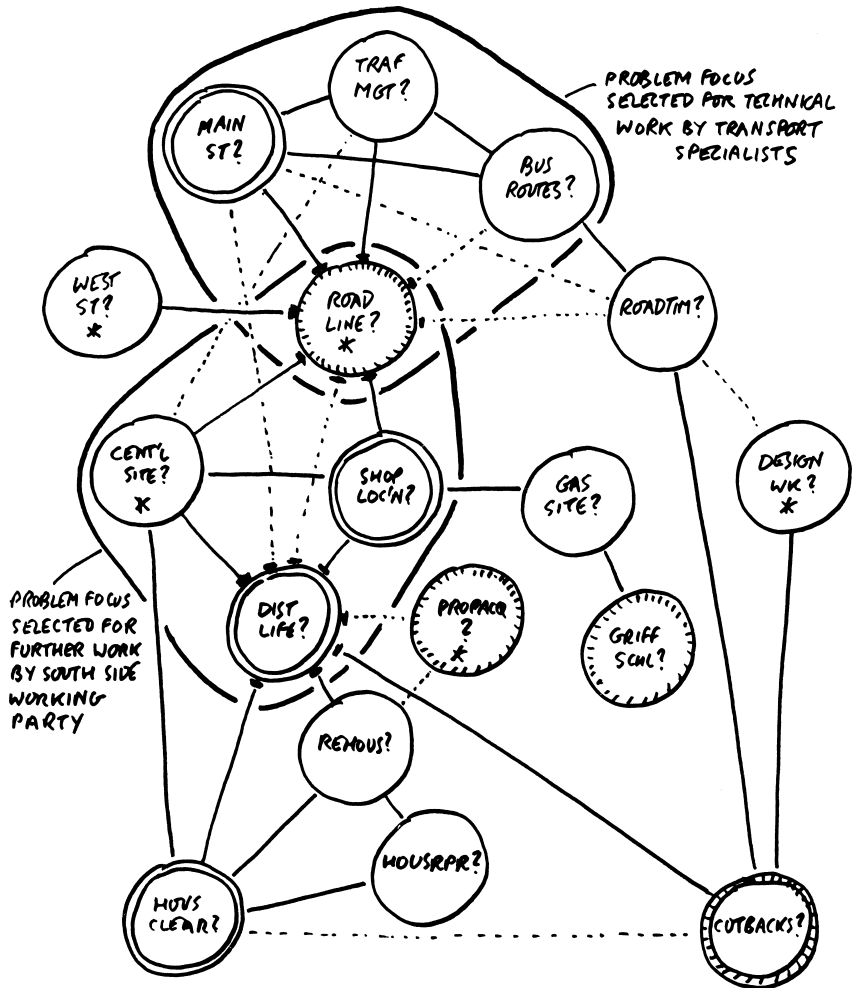 TRAF
MGT?
PROBLEM FOCUS
SELECTED FOR TECHNICAL
WORK BY TRANSPORT
SPECIALISTS
MAIN
ST?
BUS
ROUTES?
WEST
ST?
*
ROAD
LINE?
*
ROADTIM?
CENT'L
SITE?
*
SHOP
LOC'N?
GAS
SITE?
DESIGN
WK?
*
PROBLEM FOCUS
SELECTED FOR
FURTHER WORK
BY SOUTH SIDE
WORKING
PARTY
DIST
LIFE?
PROPACQ
?
*
GRIFF
SCHL?
REHOUS?
HOUSRPR?
HOUS
CLEAR?
CUTBACKS?